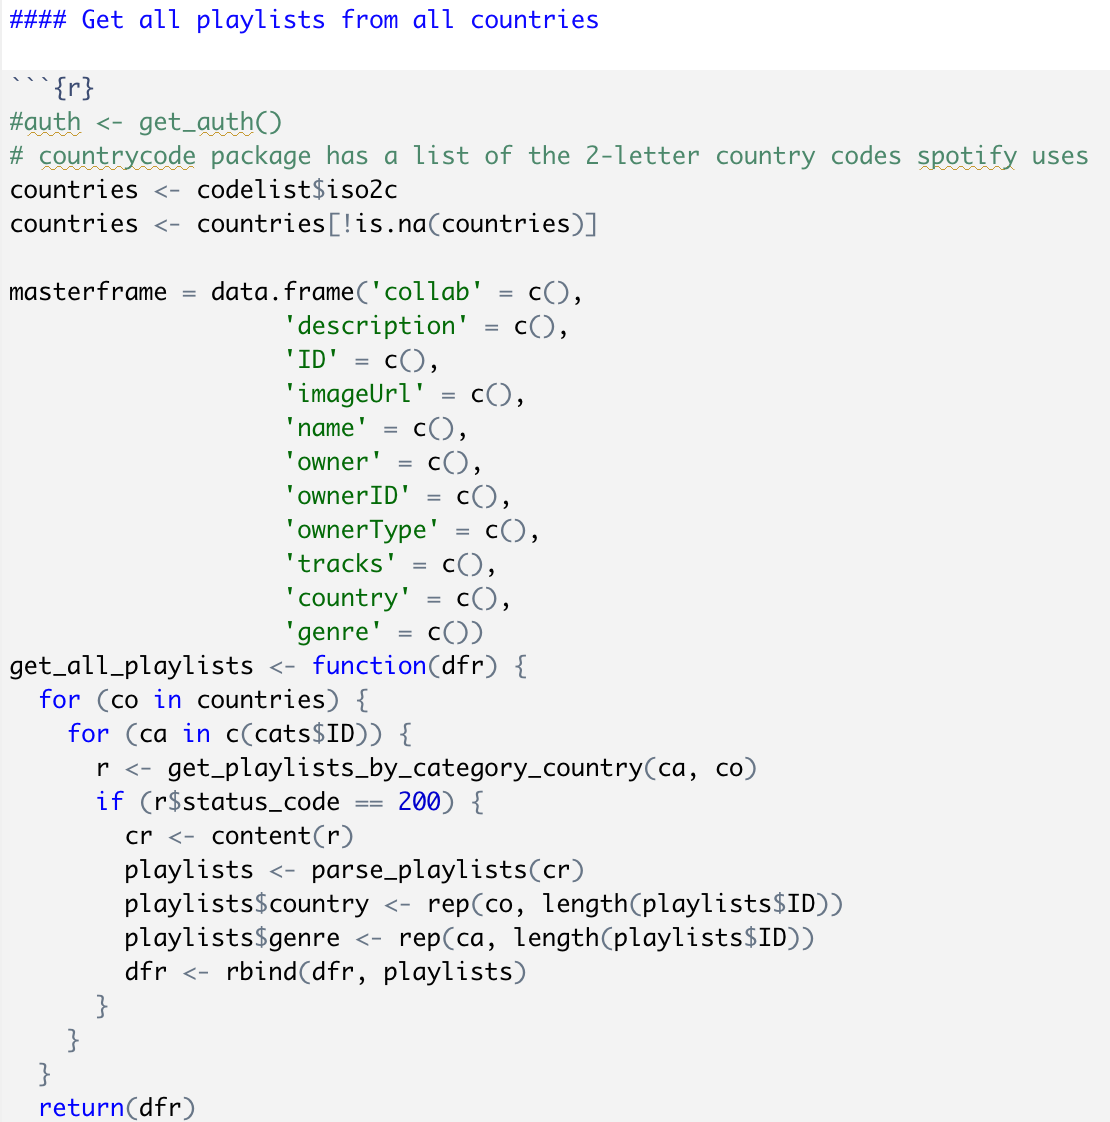 #### Get all playlists from all countries
```{r}
#auth <- get_auth()
# countrycode package has a list of the 2-letter country codes spotify uses
countries <- codelist$iso2c
countries <- countries[!is.na(countries)]
masterframe = data.frame('collab' = c(),
                   'description' = c(),
                   'ID' = c(),
                   'imageUrl' = c(),
                   'name' = c(),
                   'owner' = c(),
                   'ownerID' = c(),
                   'ownerType' = c(),
                   'tracks' = c(),
                   'country' = c(),
                   'genre' = c())
get_all_playlists <- function(dfr) {
  for (co in countries) {
    for (ca in c(cats$ID)) {
      r <- get_playlists_by_category_country(ca, co)
      if (r$status_code == 200) {
        cr <- content(r)
        playlists <- parse_playlists(cr)
        playlists$country <- rep(co, length(playlists$ID))
        playlists$genre <- rep(ca, length(playlists$ID))
        dfr <- rbind(dfr, playlists)
      }
    }
  }
  return(dfr)